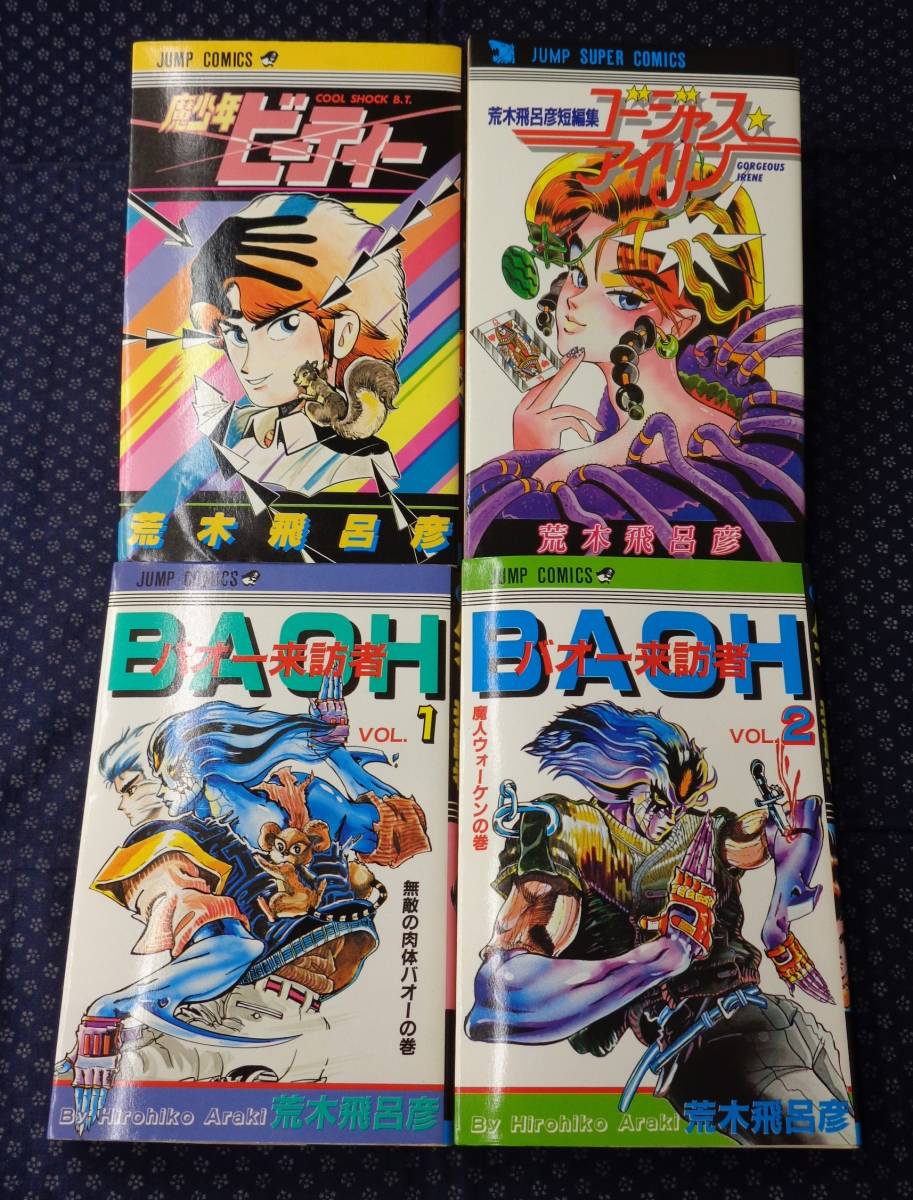 JUMP COMICS
COOL SHOCK B.T.
魔少年
ビーティー
荒木飛呂彦
JUMP SUPER COMICS
荒木飛呂彦短編集
ゴージャス★
アイリン
GORGEOUS
IRENE
荒木飛呂彦
JUMP COMICS
BAOH
バオー来訪者
VOL. 1
無敵の肉体バオーの巻
By Hirohiko Araki 荒木飛呂彦
JUMP COMICS
BAOH
バオー来訪者
VOL. 2
魔人ウォーケンの巻
By Hirohiko Araki 荒木飛呂彦